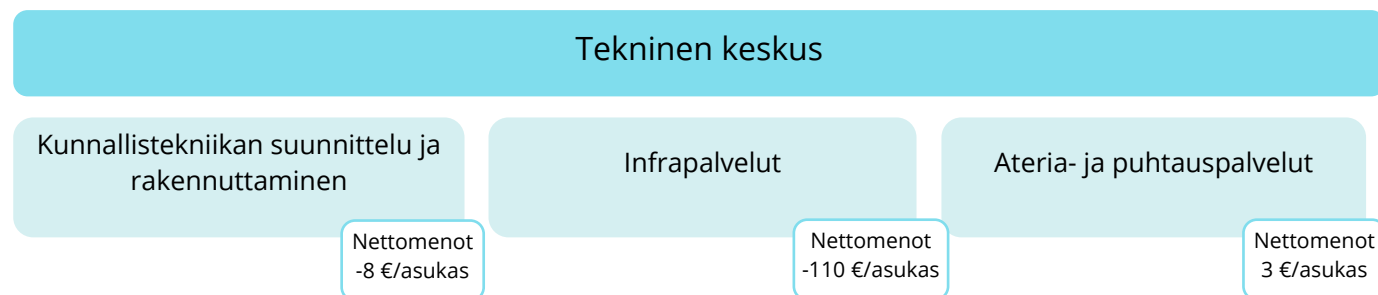 Tekninen keskus
Kunnallistekniikan suunnittelu ja
rakennuttaminen
Nettomenot
-8 €/asukas
Infrapalvelut
Nettomenot
-110 €/asukas
Ateria- ja puhtauspalvelut
Nettomenot
3 €/asukas